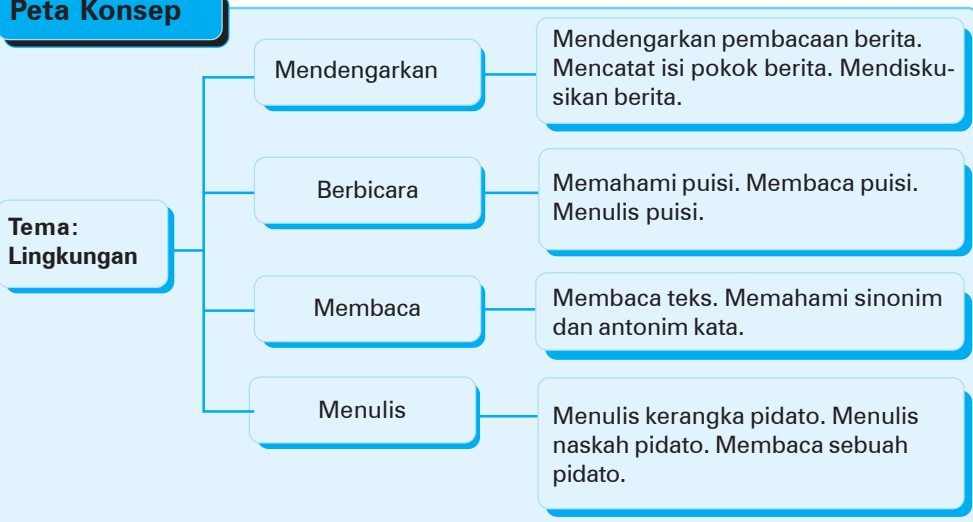 Peta Konsep
Tema:
Lingkungan
Mendengarkan
Mendengarkan pembacaan berita.
Mencatat isi pokok berita. Mendisku-
sikan berita.
Berbicara
Memahami puisi. Membaca puisi.
Menulis puisi.
Membaca
Membaca teks. Memahami sinonim
dan antonim kata.
Menulis
Menulis kerangka pidato. Menulis
naskah pidato. Membaca sebuah
pidato.